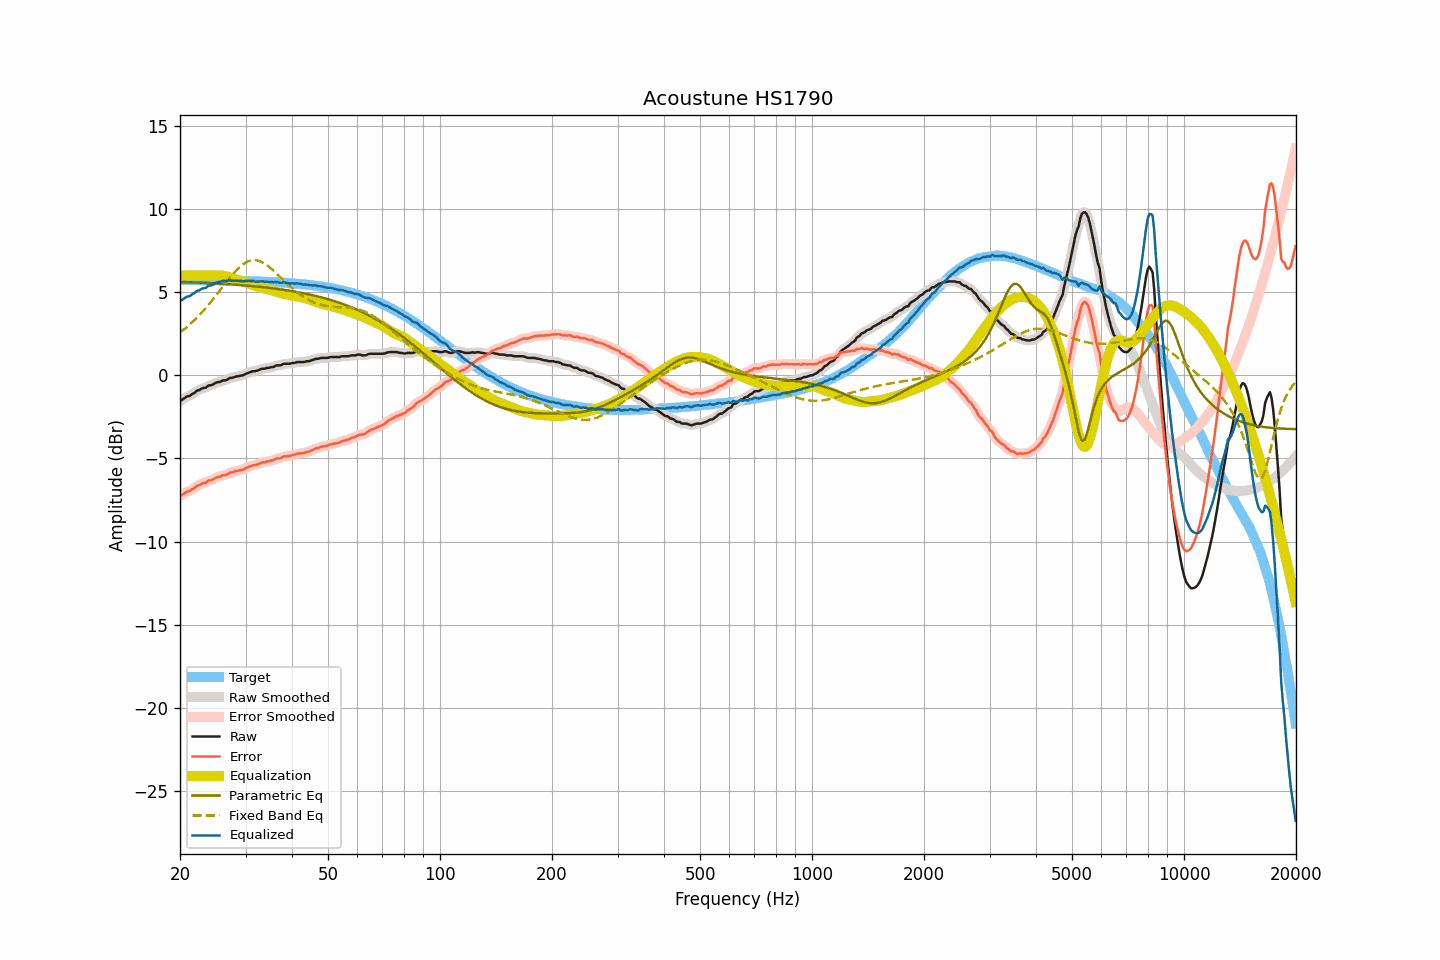 Acoustune HS1790
15
10
5
0
−5
−10
−15
−20
−25
Amplitude (dBr)
Target
Raw Smoothed
Error Smoothed
Raw
Error
Equalization
Parametric Eq
Fixed Band Eq
Equalized
20 50 100 200 500 1000 2000 5000 10000 20000
Frequency (Hz)